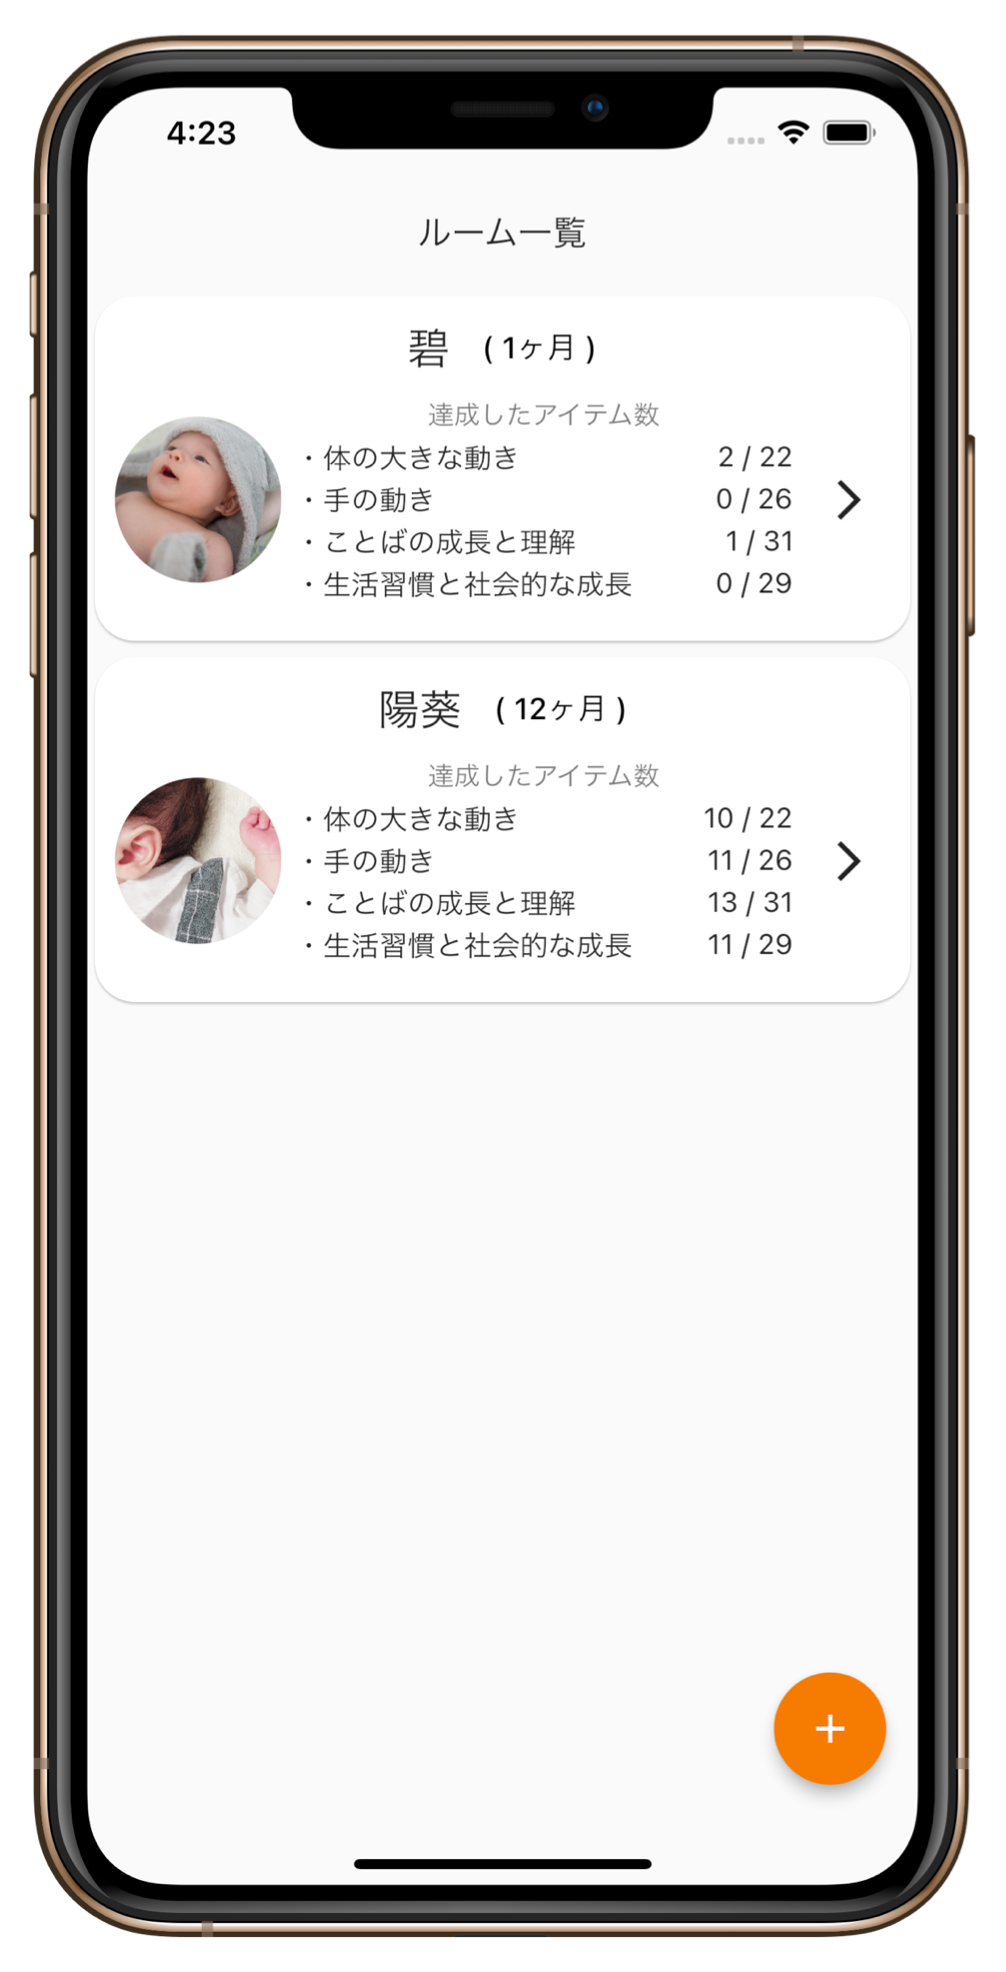 4:23
ルーム一覧
碧 ( 1ヶ月 )
達成したアイテム数
・体の大きな動き 2 / 22
・手の動き 0 / 26
・ことばの成長と理解 1 / 31
・生活習慣と社会的な成長 0 / 29
陽葵 ( 12ヶ月 )
達成したアイテム数
・体の大きな動き 10 / 22
・手の動き 11 / 26
・ことばの成長と理解 13 / 31
・生活習慣と社会的な成長 11 / 29
+